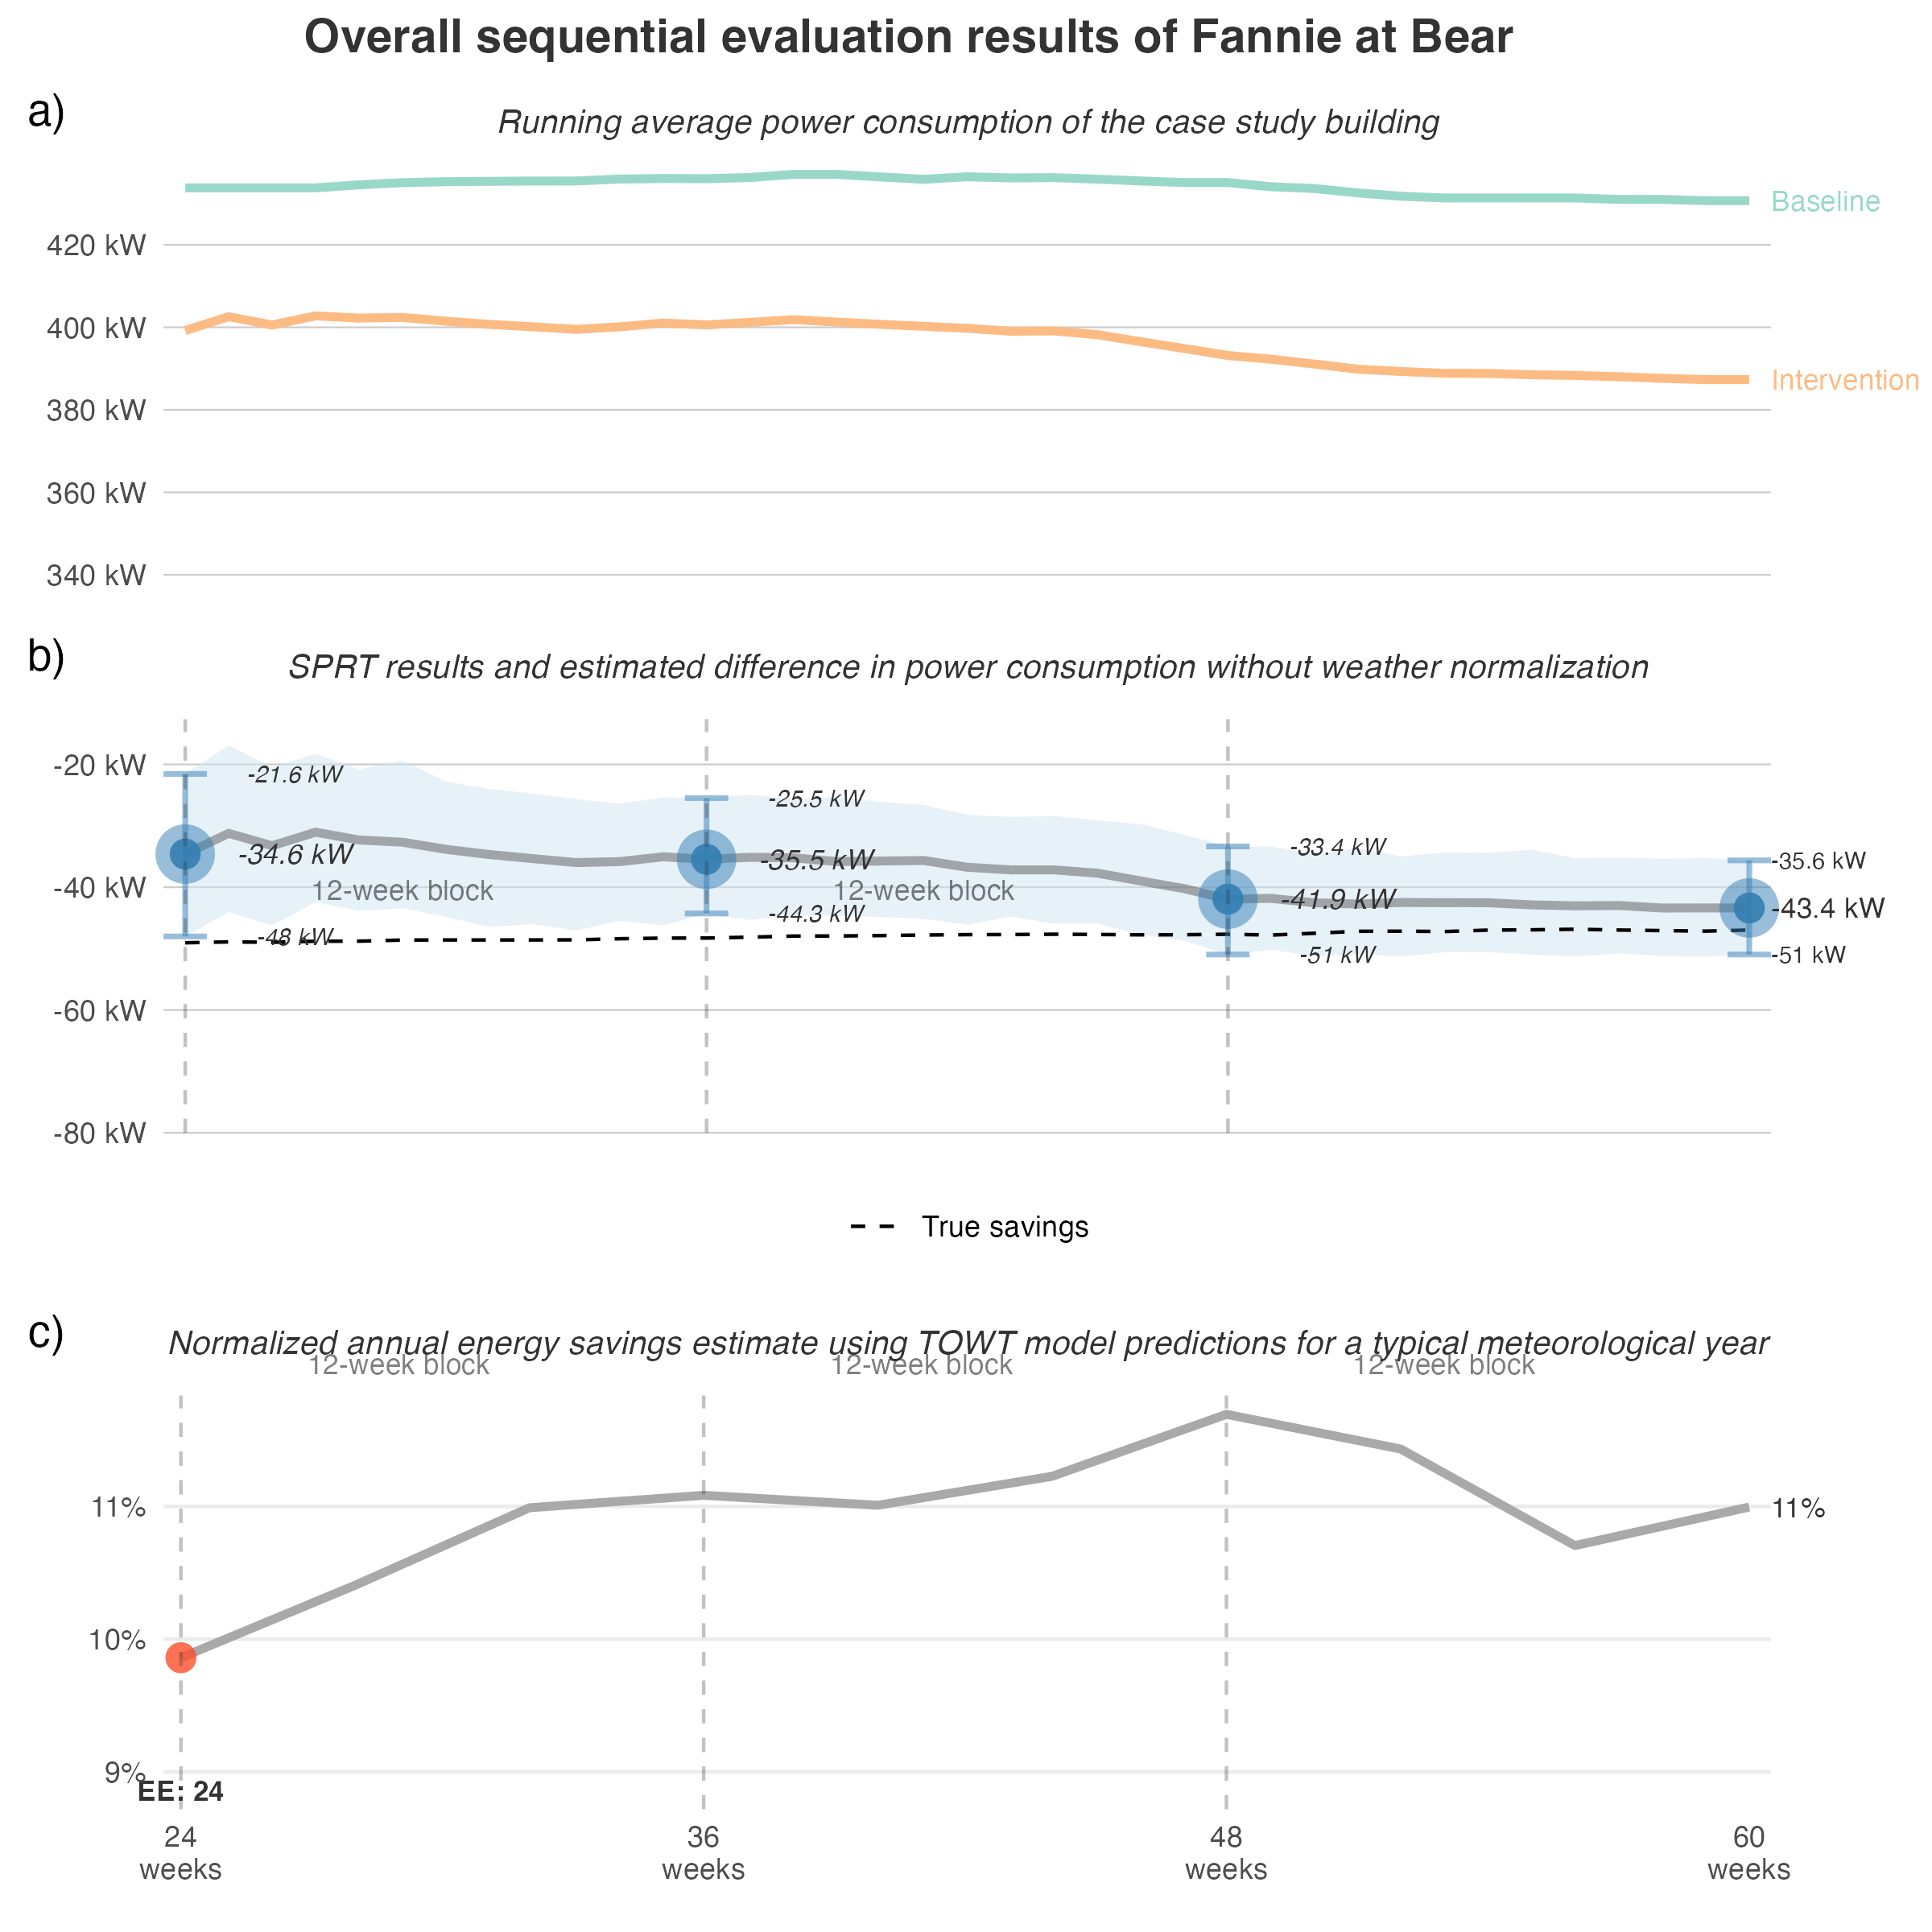 Overall sequential evaluation results of Fannie at Bear
a)
Running average power consumption of the case study building
Baseline
420 kW
400 kW
Intervention
380 kW
360 kW
340 kW
b)
SPRT results and estimated difference in power consumption without weather normalization
-20 kW
-21.6 kW
-25.5 kW
-33.4 kW
-35.6 kW
-34.6 kW
-35.5 kW
-41.9 kW
-43.4 kW
-40 kW
12-week block
12-week block
-48 kW
-44.3 kW
-51 kW
-51 kW
-60 kW
-80 kW
True savings
c)
Normalized annual energy savings estimate using TOWT model predictions for a typical meteorological year
12-week block
12-week block
12-week block
11%
11%
10%
9%
EE: 24
24
weeks
36
weeks
48
weeks
60
weeks